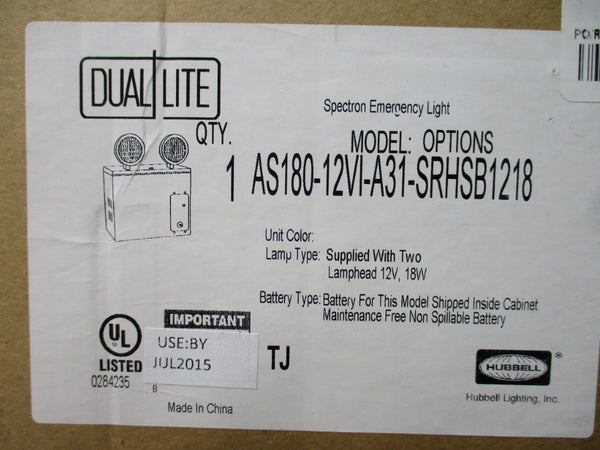 PO/R
DUAL LITE
Spectron Emergency Light
QTY.
MODEL: OPTIONS
1 AS180-12VI-A31-SRHSB1218
Unit Color:
Lamp Type: Supplied With Two
Lamphead 12V, 18W
Battery Type: Battery For This Model Shipped Inside Cabinet
Maintenance Free Non Spillable Battery
UL
LISTED
0284235
IMPORTANT
USE:BY
JUL2015
B
TJ
HUBBELL
Hubbell Lighting, Inc.
Made In China